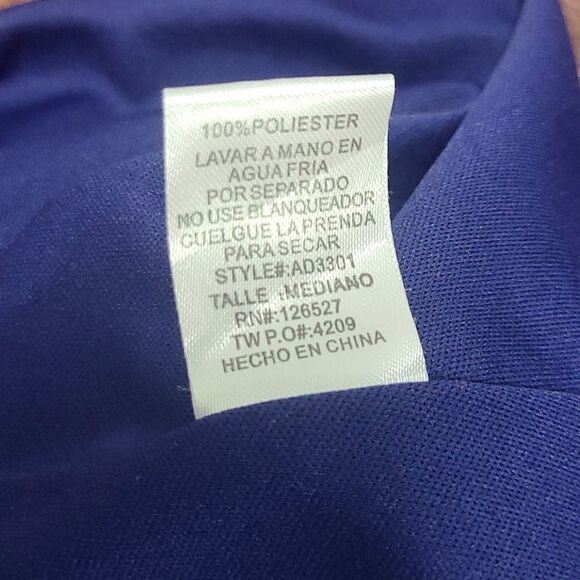 100%POLIESTER
LAVAR A MANO EN
AGUA FRIA
POR SEPARADO
NO USE BLANQUEADOR
CUELGUE LA PRENDA
PARA SECAR
STYLE#:AD3301
TALLE :MEDIANO
RN#:126527
TW P.O#:4209
HECHO EN CHINA